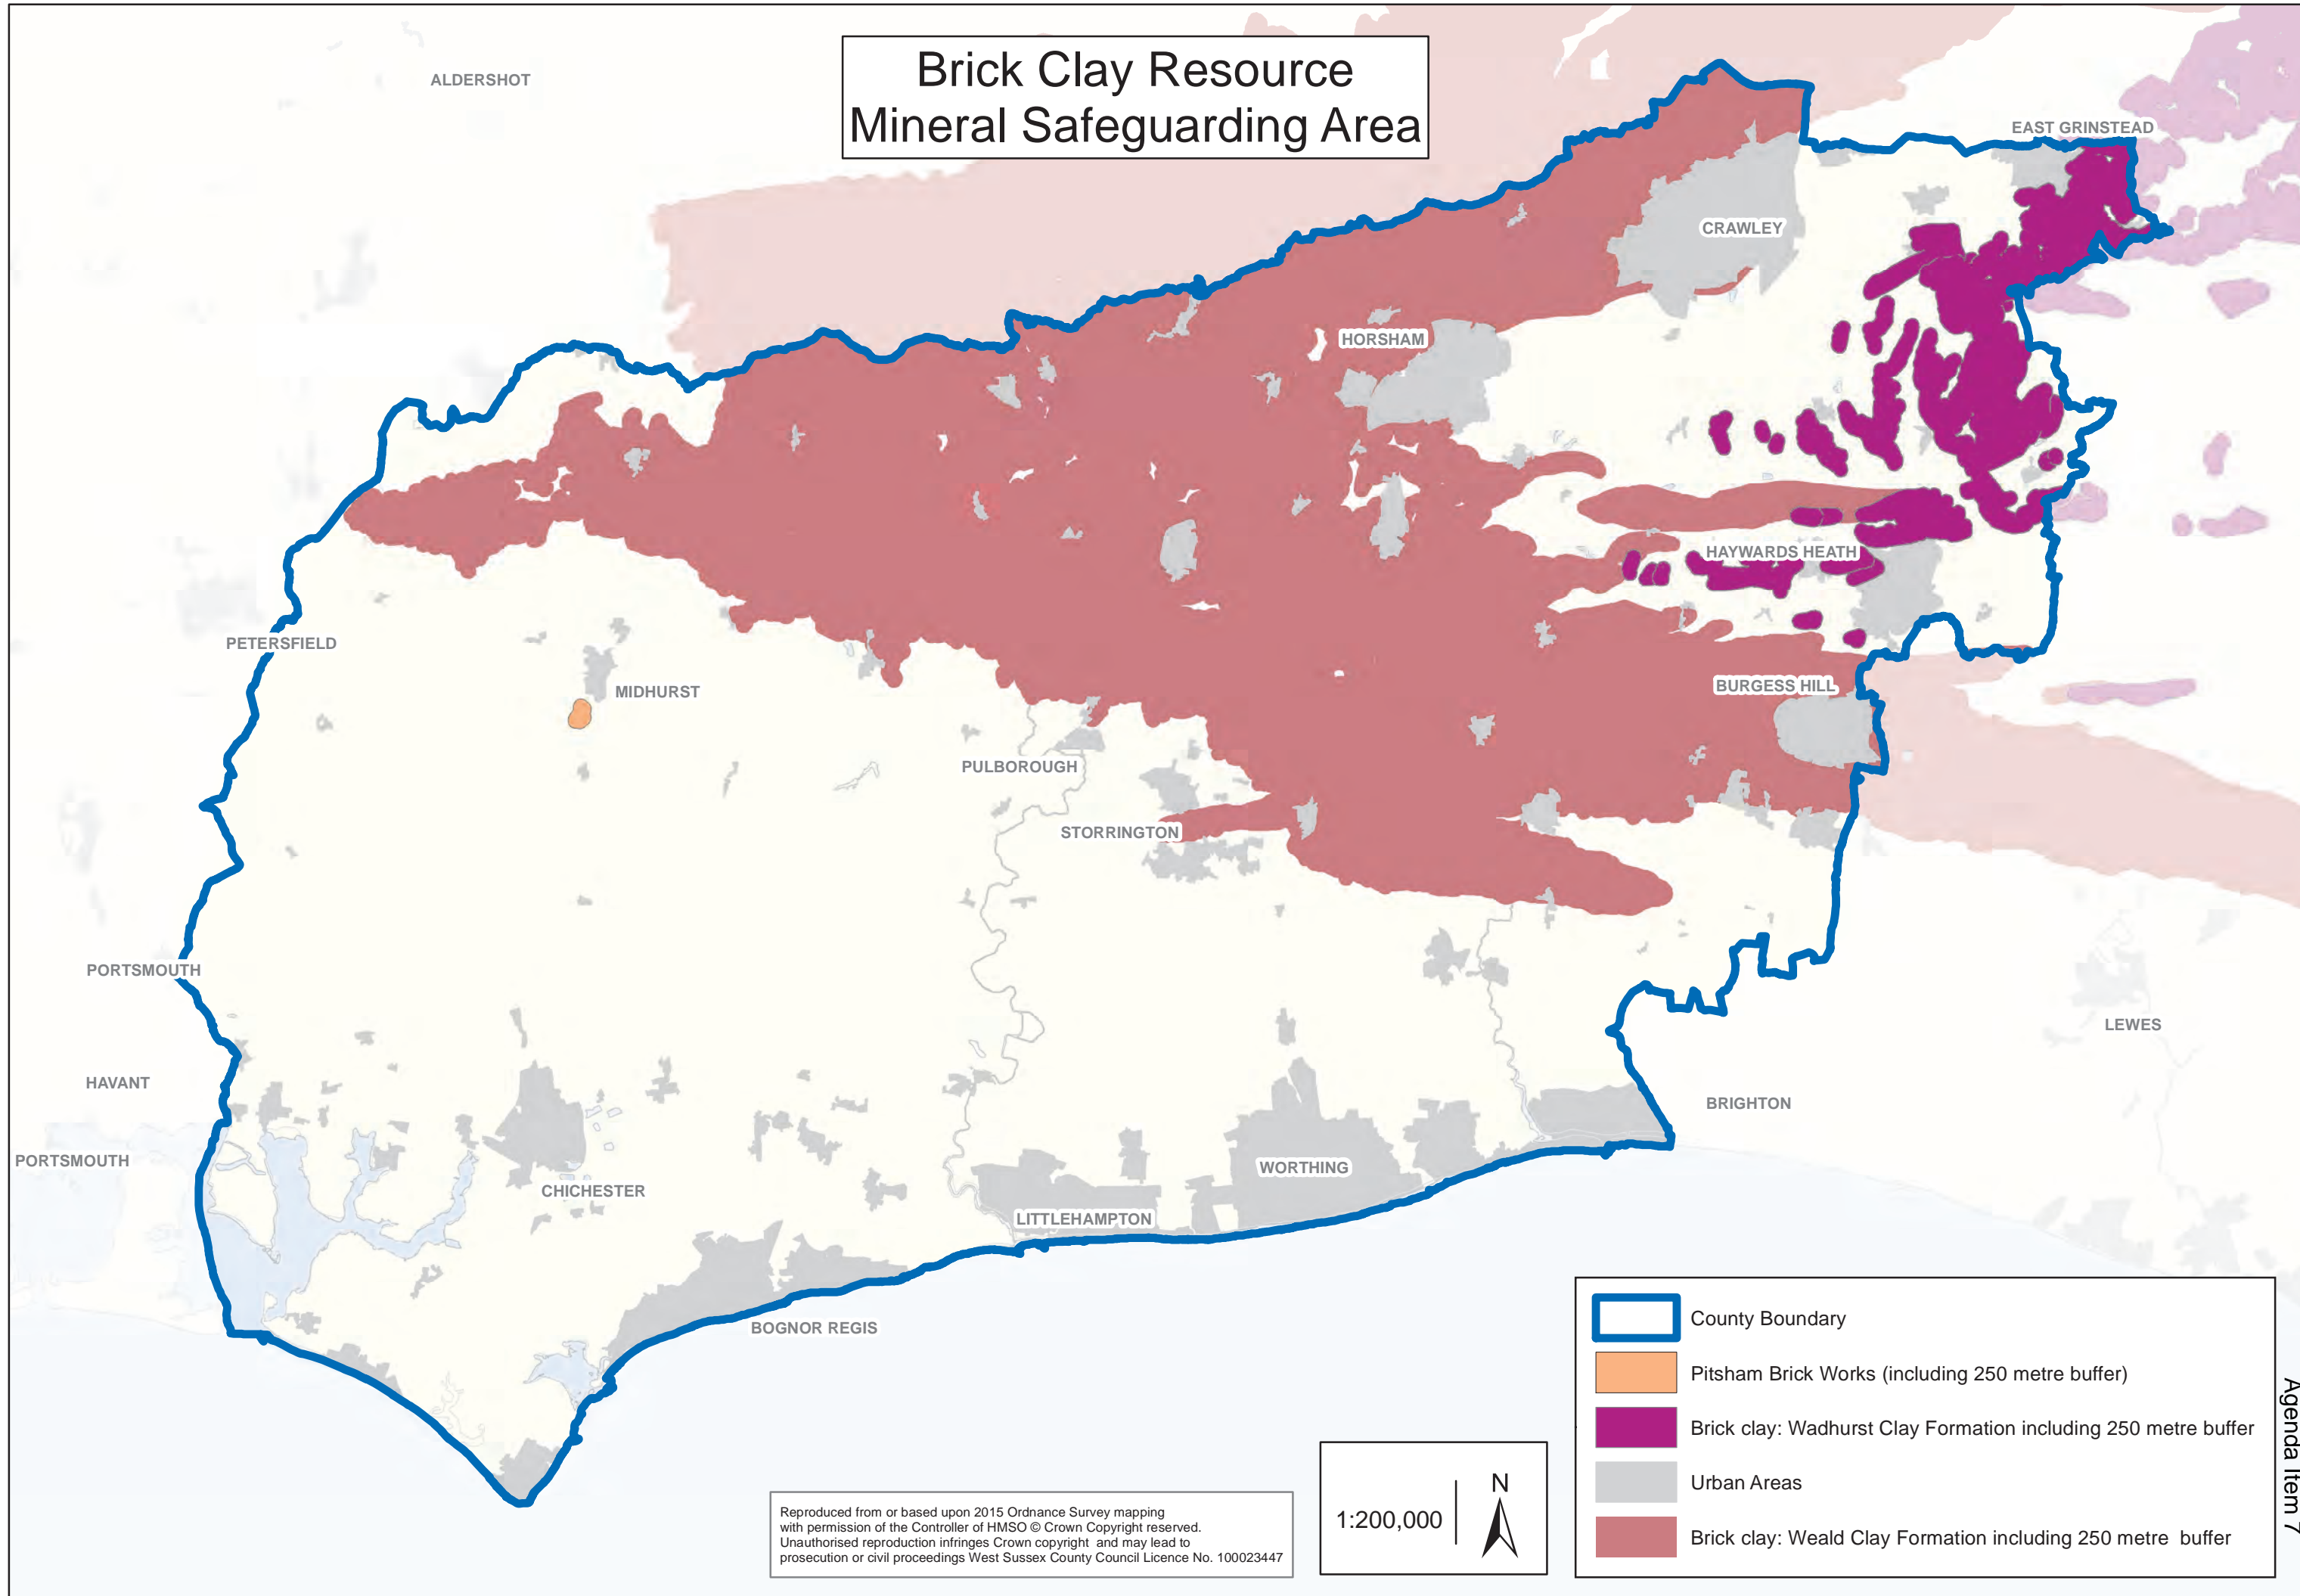 Brick Clay Resource
Mineral Safeguarding Area
ALDERSHOT
EAST GRINSTEAD
CRAWLEY
HORSHAM
HAYWARDS HEATH
PETERSFIELD
MIDHURST
BURGESS HILL
PULBOROUGH
STORRINGTON
PORTSMOUTH
LEWES
HAVANT
BRIGHTON
PORTSMOUTH
WORTHING
CHICHESTER
LITTLEHAMPTON
BOGNOR REGIS
County Boundary
Pitsham Brick Works (including 250 metre buffer)
Brick clay: Wadhurst Clay Formation including 250 metre buffer
Urban Areas
Brick clay: Weald Clay Formation including 250 metre buffer
N
1:200,000
Reproduced from or based upon 2015 Ordnance Survey mapping
with permission of the Controller of HMSO © Crown Copyright reserved.
Unauthorised reproduction infringes Crown copyright and may lead to
prosecution or civil proceedings West Sussex County Council Licence No. 100023447
Agenda Item 7